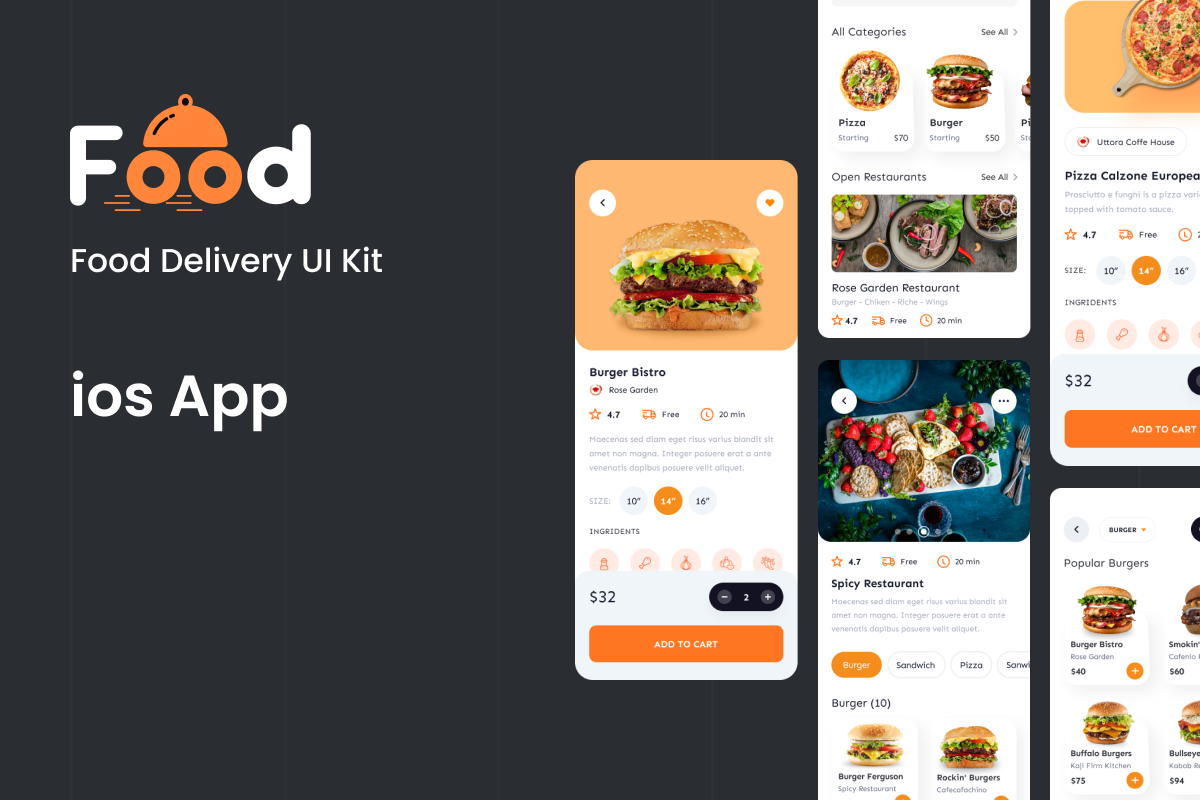 Food
Food Delivery UI Kit
ios App
Burger Bistro
Rose Garden
4.7 Free 20 min
Maecenas sed diam eget risus varius blandit sit
amet non magna. Integer posuere erat a ante
venenatis dapibus posuere velit aliquet.
SIZE: 10" 14" 16"
INGRIDENTS
$32 2
ADD TO CART
All Categories See All
Pizza
Starting $70
Burger
Starting $50
Open Restaurants See All
Rose Garden Restaurant
Burger - Chiken - Riche - Wings
4.7 Free 20 min
4.7 Free 20 min
Spicy Restaurant
Maecenas sed diam eget risus varius blandit sit
amet non magna. Integer posuere erat a ante
venenatis dapibus posuere velit aliquet.
Burger Sandwich Pizza Sanwi
Burger (10)
Burger Ferguson
Spicy Restaurant
Rockin' Burgers
Cafecafachino
Uttora Coffe House
Pizza Calzone Europea
Prosciutto e funghi is a pizza vari
topped with tomato sauce.
4.7 Free 2
SIZE: 10" 14" 16"
INGRIDENTS
$32
ADD TO CART
BURGER
Popular Burgers
Burger Bistro
Rose Garden
$40
Smokin'
Cafenio
$60
Buffalo Burgers
Kaji Firm Kitchen
$75
Bullseye
Kabab Re
$94